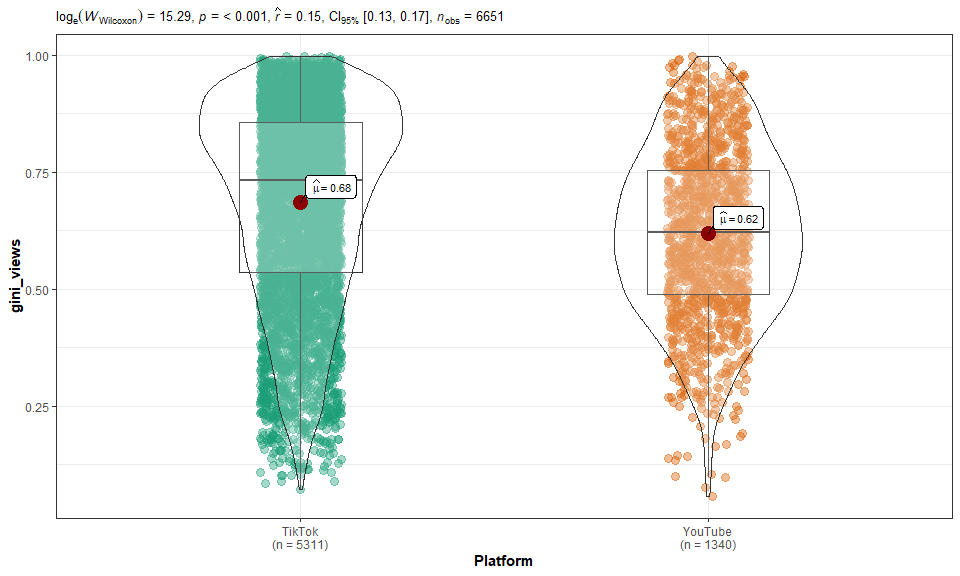 logₑ(W Wilcoxon) = 15.29, p = < 0.001, r̂ = 0.15, CI95% [0.13, 0.17], nobs = 6651
gini_views
1.00
0.75
0.50
0.25
μ̂ = 0.68
μ̂ = 0.62
TikTok
(n = 5311)
YouTube
(n = 1340)
Platform